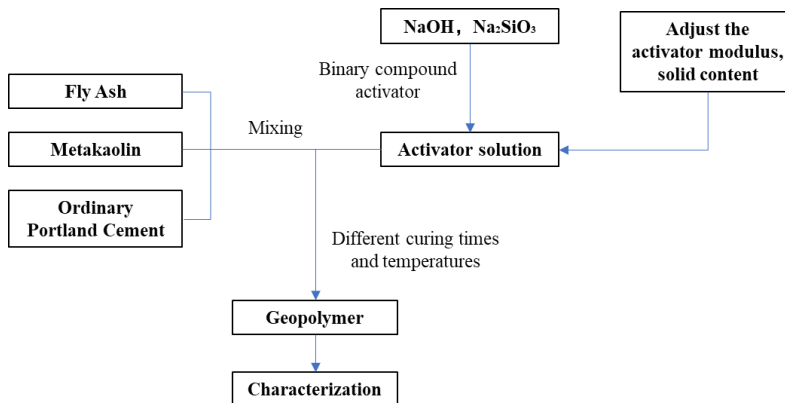 NaOH，Na₂SiO₃
Adjust the
activator modulus,
solid content
Binary compound
activator
Fly Ash
Mixing
Metakaolin
Activator solution
Ordinary
Portland Cement
Different curing times
and temperatures
Geopolymer
Characterization